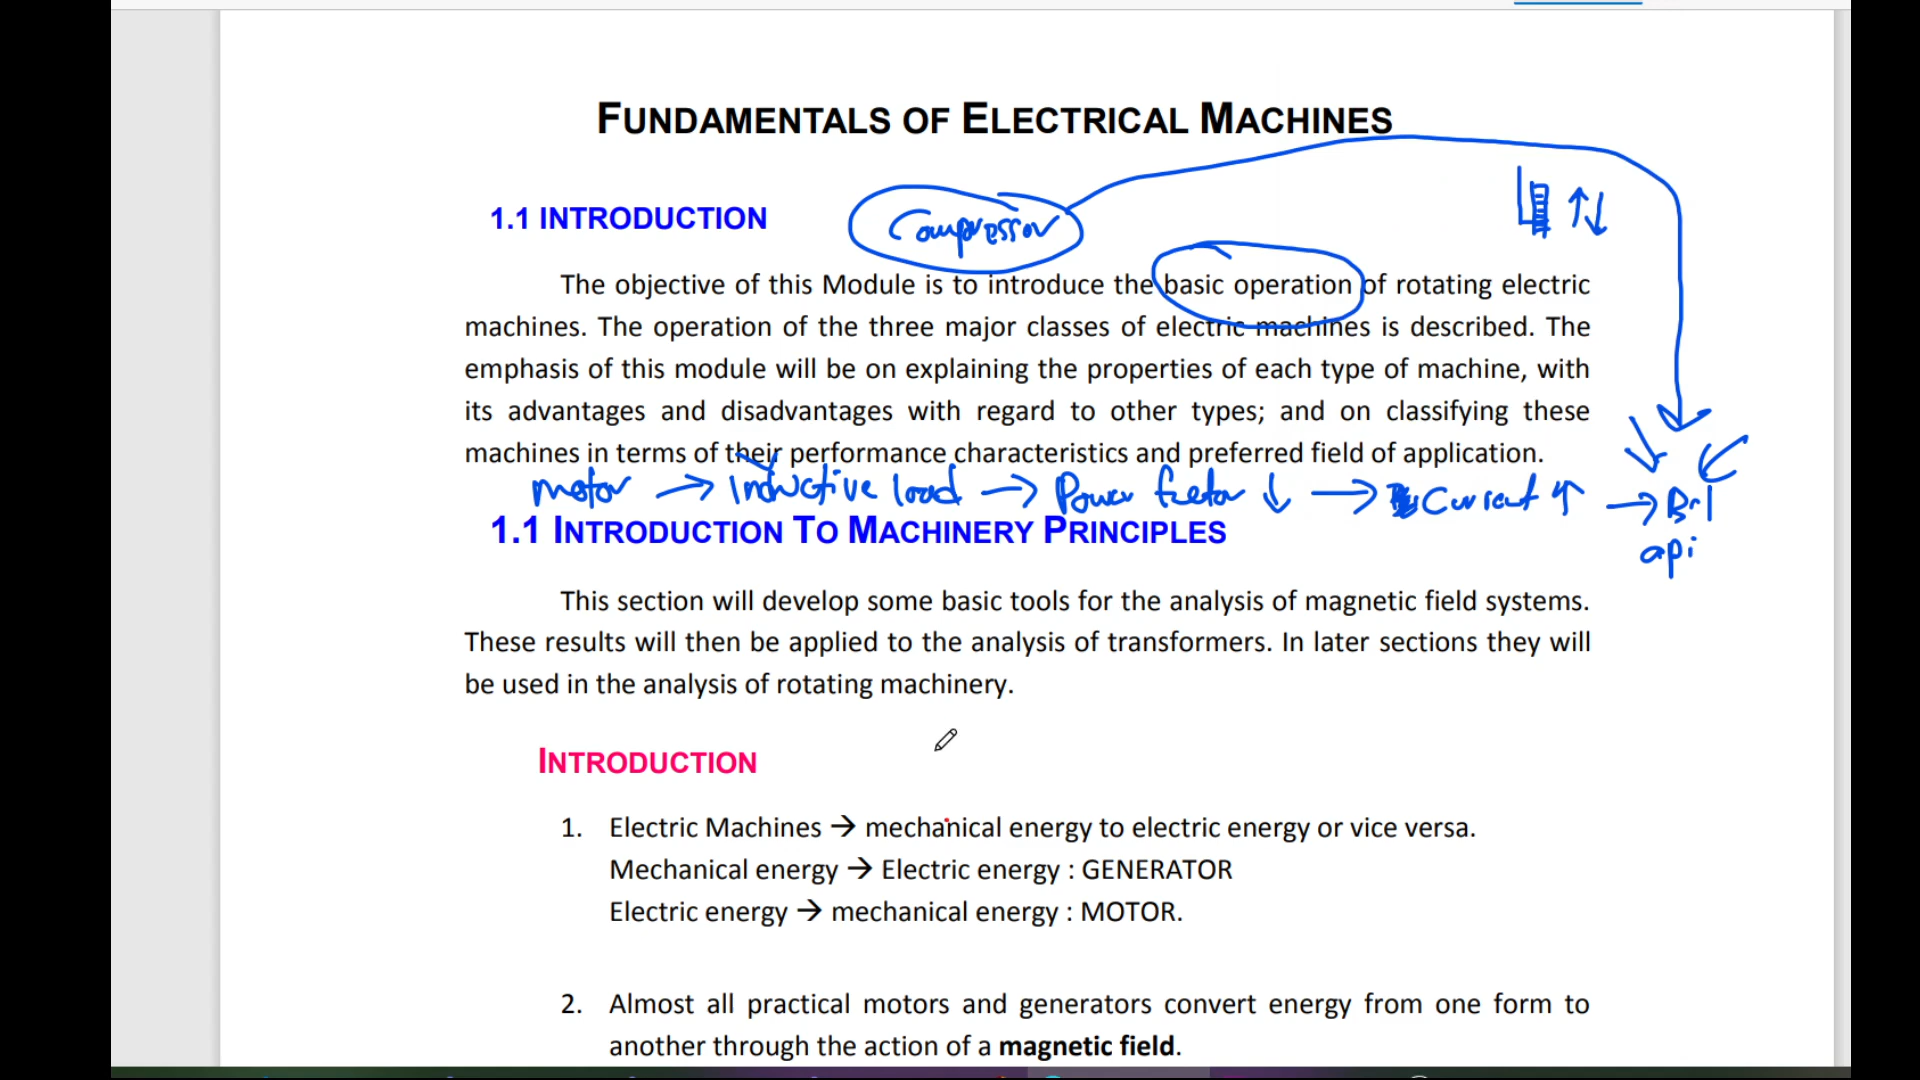 FUNDAMENTALS OF ELECTRICAL MACHINES
1.1 INTRODUCTION
Compressor
The objective of this Module is to introduce the basic operation of rotating electric
machines. The operation of the three major classes of electric machines is described. The
emphasis of this module will be on explaining the properties of each type of machine, with
its advantages and disadvantages with regard to other types; and on classifying these
machines in terms of their performance characteristics and preferred field of application.
motor → Inductive load → Power factor ↓ → Current ↑ → Bil
api
1.1 INTRODUCTION TO MACHINERY PRINCIPLES
This section will develop some basic tools for the analysis of magnetic field systems.
These results will then be applied to the analysis of transformers. In later sections they will
be used in the analysis of rotating machinery.
INTRODUCTION
1. Electric Machines → mechanical energy to electric energy or vice versa.
Mechanical energy → Electric energy : GENERATOR
Electric energy → mechanical energy : MOTOR.
2. Almost all practical motors and generators convert energy from one form to
another through the action of a magnetic field.